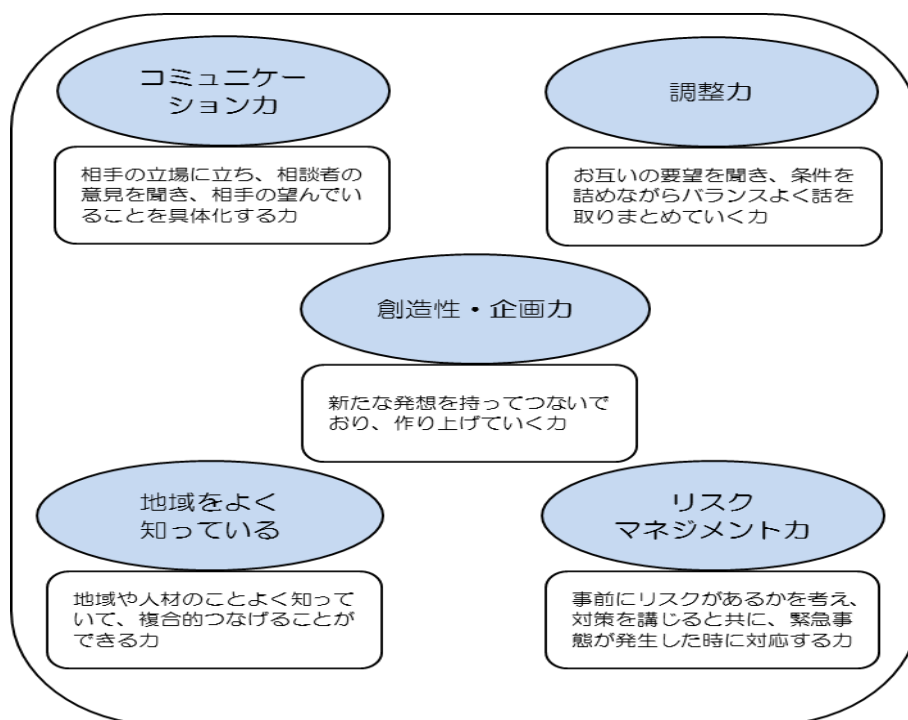 コミュニケー
ション力
相手の立場に立ち、相談者の
意見を聞き、相手の望んでい
ることを具体化する力
調整力
お互いの要望を聞き、条件を
詰めながらバランスよく話を
取りまとめていく力
創造性・企画力
新たな発想を持ってつないで
おり、作り上げていく力
地域をよく
知っている
地域や人材のことよく知って
いて、複合的つなげることが
できる力
リスク
マネジメント力
事前にリスクがあるかを考え、
対策を講じると共に、緊急事
態が発生した時に対応する力